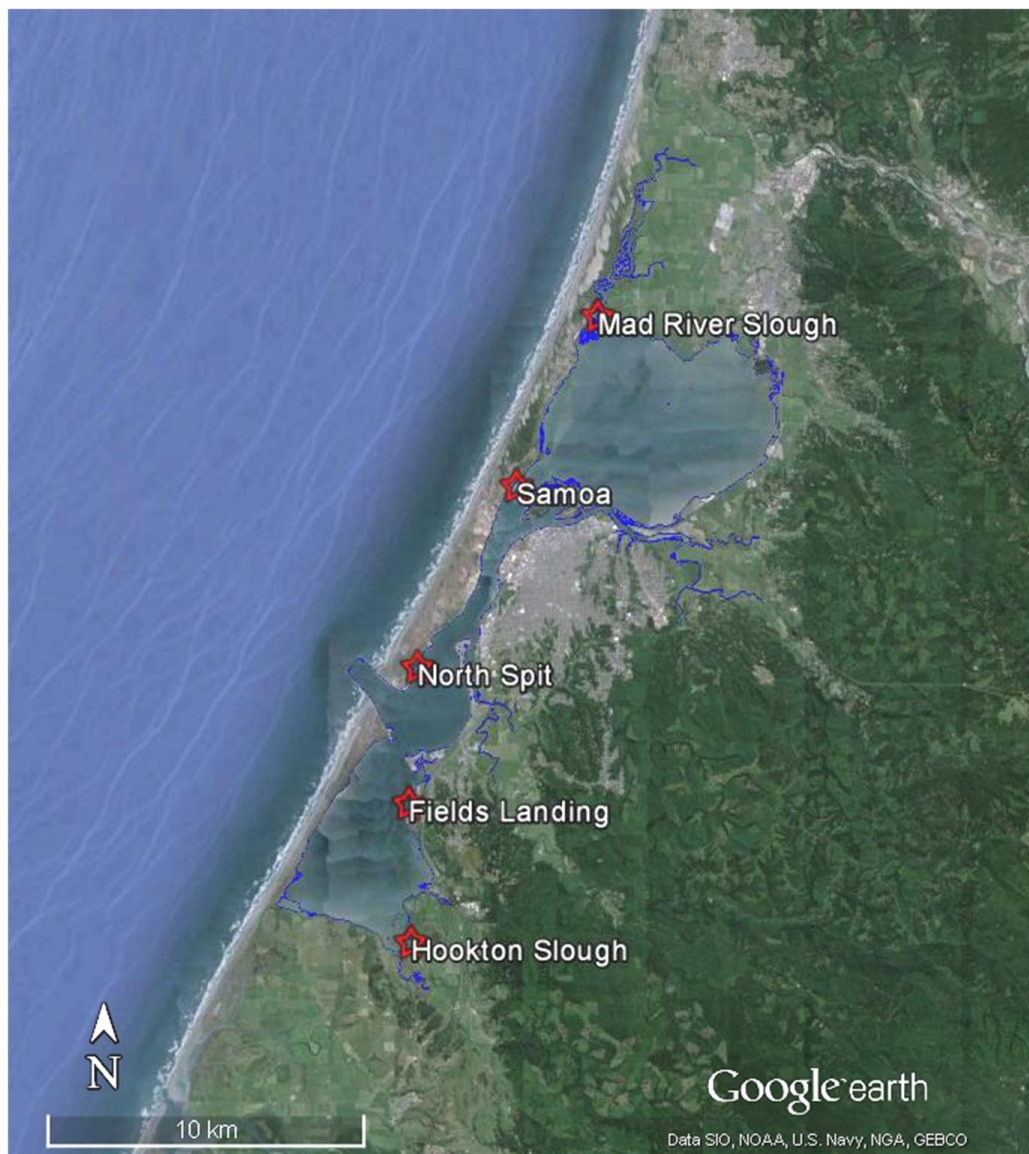 Mad River Slough
Samoa
North Spit
Fields Landing
Hookton Slough
N
10 km
Google earth
Data SIO, NOAA, U.S. Navy, NGA, GEBCO